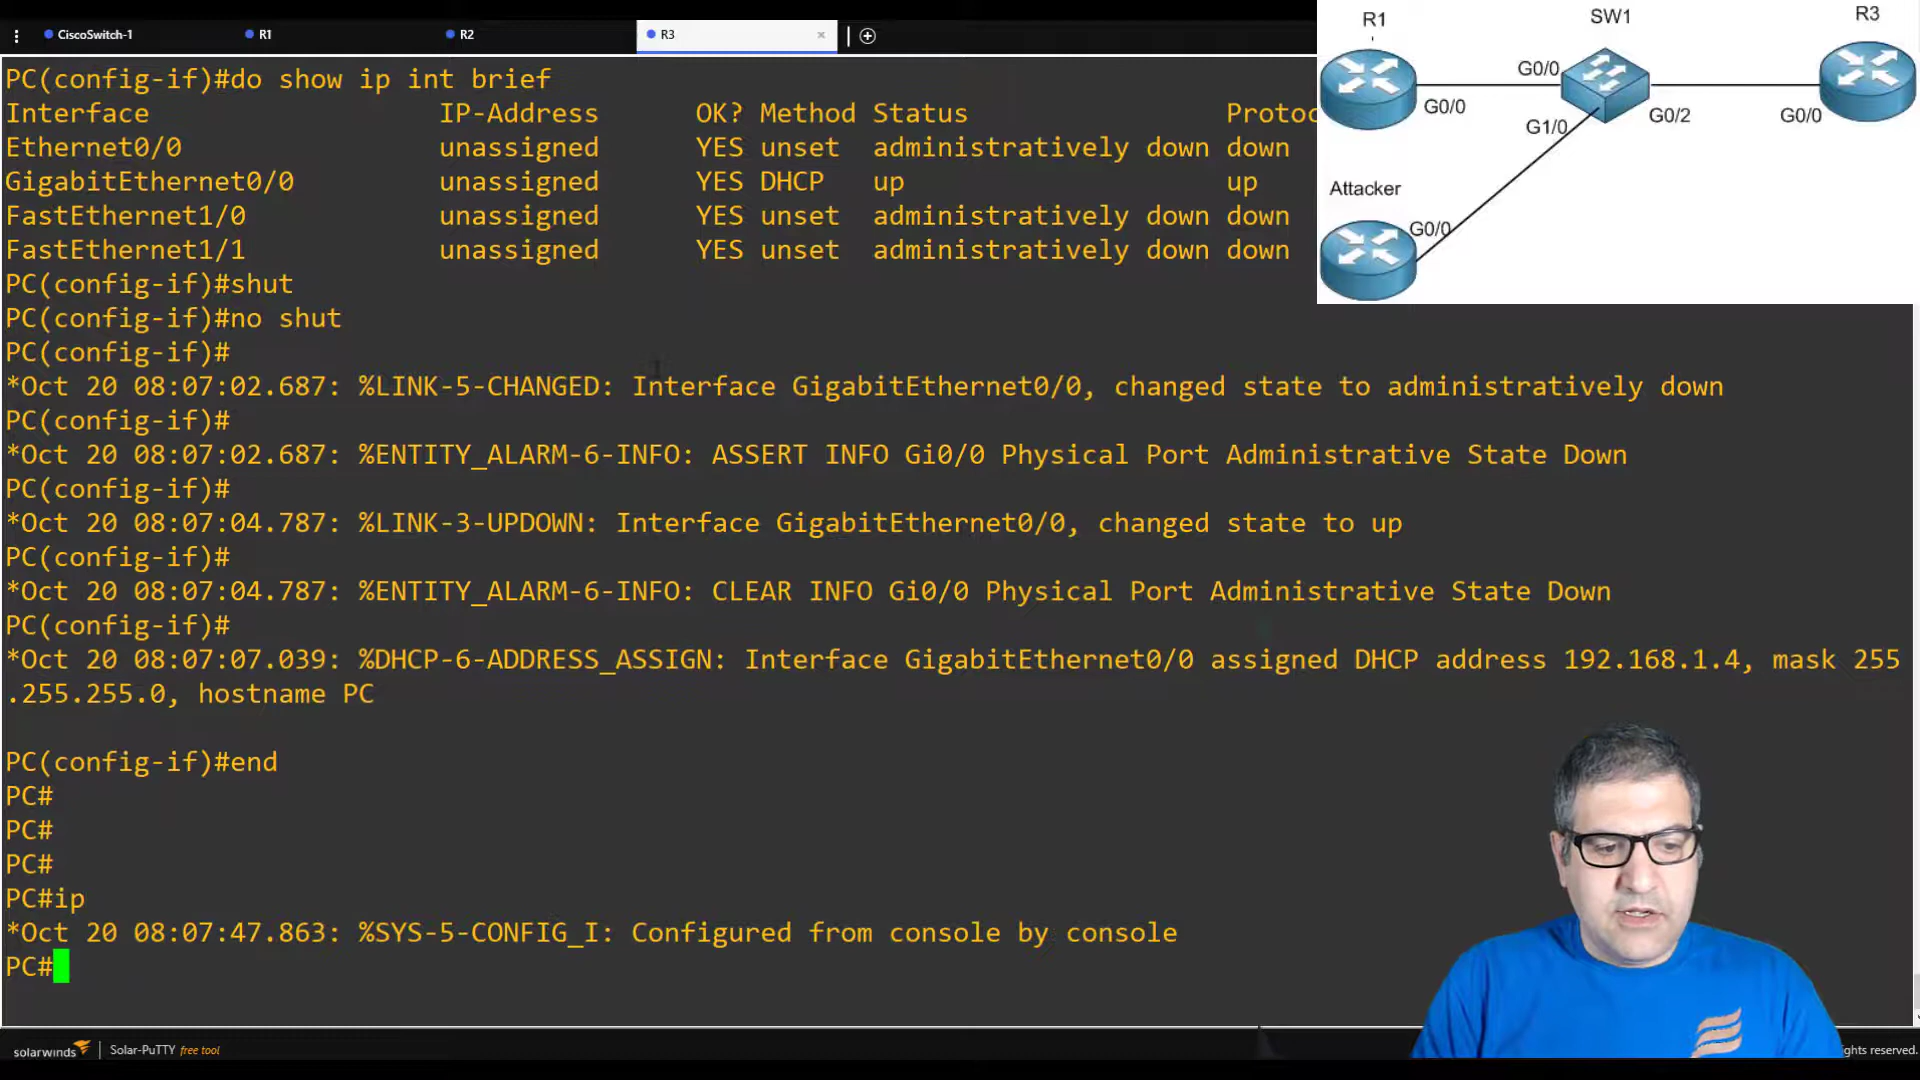 CiscoSwitch-1
R1
R2
R3
PC(config-if)#do show ip int brief
Interface IP-Address OK? Method Status Protoc
Ethernet0/0 unassigned YES unset administratively down down
GigabitEthernet0/0 unassigned YES DHCP up up
FastEthernet1/0 unassigned YES unset administratively down down
FastEthernet1/1 unassigned YES unset administratively down down
PC(config-if)#shut
PC(config-if)#no shut
PC(config-if)#
*Oct 20 08:07:02.687: %LINK-5-CHANGED: Interface GigabitEthernet0/0, changed state to administratively down
PC(config-if)#
*Oct 20 08:07:02.687: %ENTITY_ALARM-6-INFO: ASSERT INFO Gi0/0 Physical Port Administrative State Down
PC(config-if)#
*Oct 20 08:07:04.787: %LINK-3-UPDOWN: Interface GigabitEthernet0/0, changed state to up
PC(config-if)#
*Oct 20 08:07:04.787: %ENTITY_ALARM-6-INFO: CLEAR INFO Gi0/0 Physical Port Administrative State Down
PC(config-if)#
*Oct 20 08:07:07.039: %DHCP-6-ADDRESS_ASSIGN: Interface GigabitEthernet0/0 assigned DHCP address 192.168.1.4, mask 255
.255.255.0, hostname PC
PC(config-if)#end
PC#
PC#
PC#
PC#ip
*Oct 20 08:07:47.863: %SYS-5-CONFIG_I: Configured from console by console
PC#
R1
SW1
R3
G0/0
G0/0
G1/0
G0/2
G0/0
Attacker
G0/0
solarwinds
Solar-PuTTY free tool
ghts reserved.